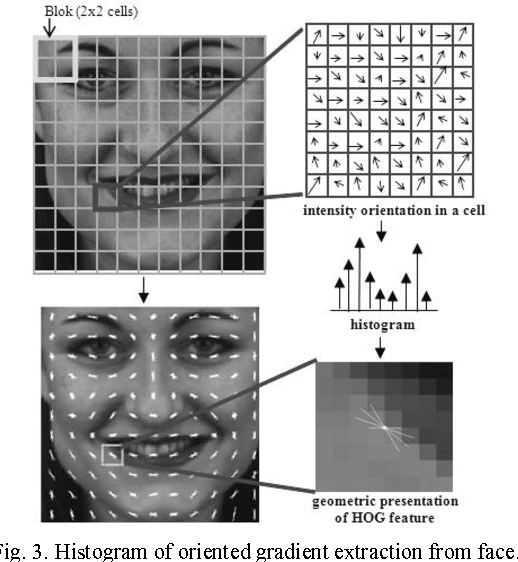 Blok (2x2 cells)
intensity orientation in a cell
histogram
geometric presentation
of HOG feature
Fig. 3. Histogram of oriented gradient extraction from face.